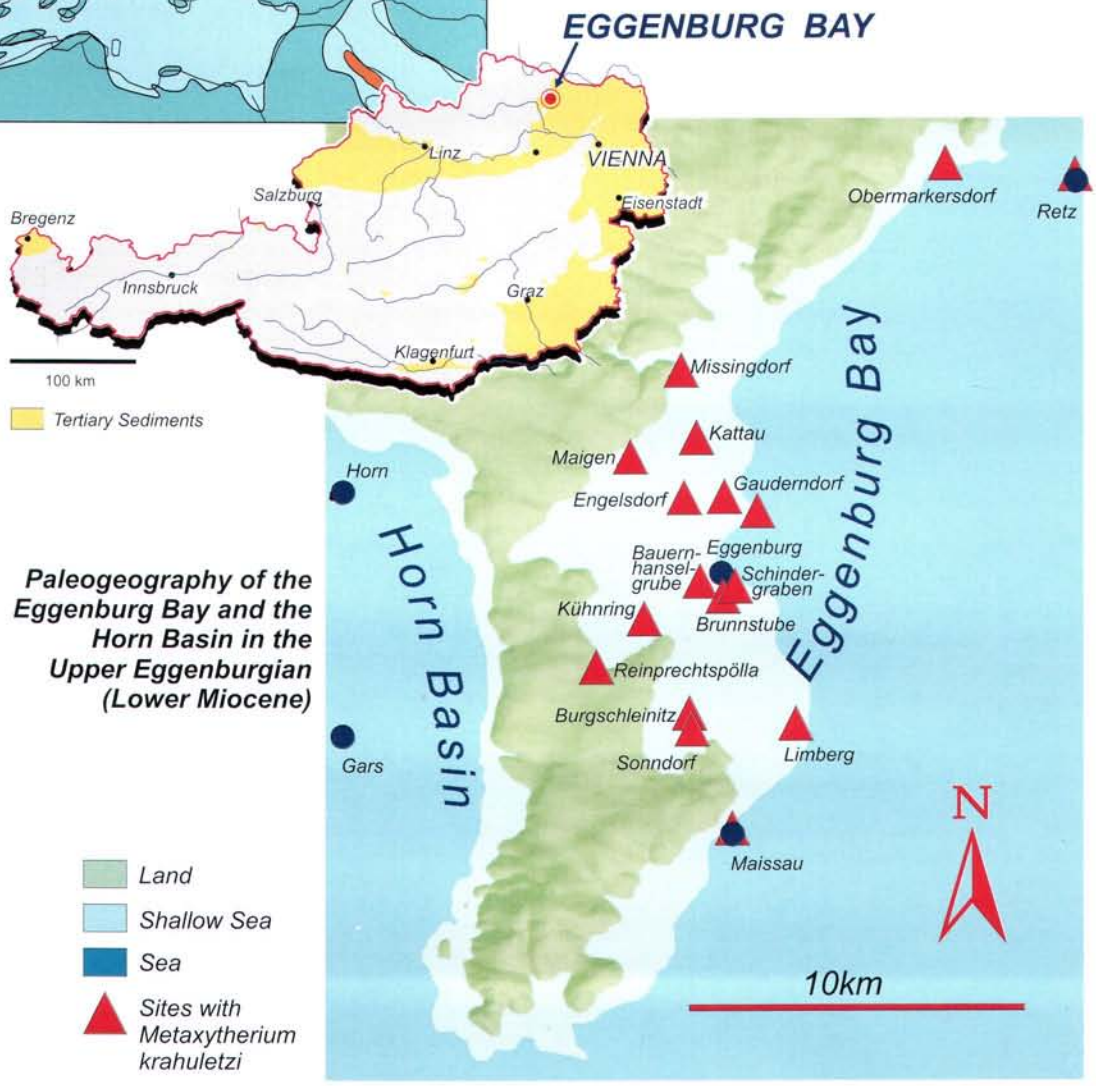 EGGENBURG BAY
Linz
VIENNA
Salzburg
Eisenstadt
Bregenz
Innsbruck
Graz
Klagenfurt
100 km
Tertiary Sediments
Obermarkersdorf
Retz
Missingdorf
Kattau
Maigen
Gauderndorf
Engelsdorf
Horn
Eggenburg Bay
Horn Basin
Bauern-
hansel-
grube
Eggenburg
Schinder-
graben
Brunnstube
Kühnring
Reinprechtspölla
Burgschleinitz
Sonndorf
Limberg
Gars
Maissau
Paleogeography of the
Eggenburg Bay and the
Horn Basin in the
Upper Eggenburgian
(Lower Miocene)
Land
Shallow Sea
Sea
Sites with
Metaxytherium
krahuletzi
N
10km